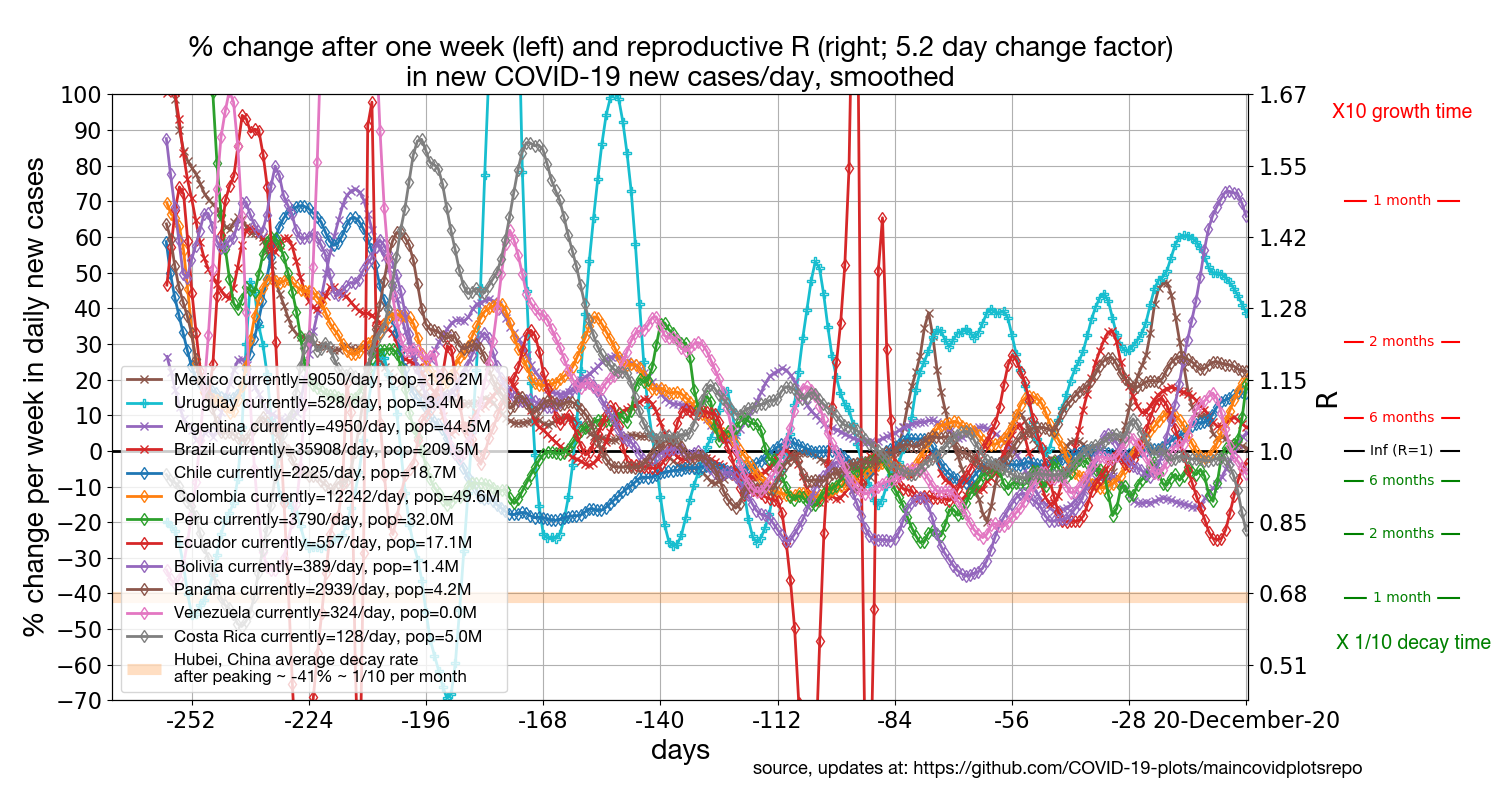 % change after one week (left) and reproductive R (right; 5.2 day change factor)
in new COVID-19 new cases/day, smoothed
% change per week in daily new cases
100
90
80
70
60
50
40
30
20
10
0
−10
−20
−30
−40
−50
−60
−70
Mexico currently=9050/day, pop=126.2M
Uruguay currently=528/day, pop=3.4M
Argentina currently=4950/day, pop=44.5M
Brazil currently=35908/day, pop=209.5M
Chile currently=2225/day, pop=18.7M
Colombia currently=12242/day, pop=49.6M
Peru currently=3790/day, pop=32.0M
Ecuador currently=557/day, pop=17.1M
Bolivia currently=389/day, pop=11.4M
Panama currently=2939/day, pop=4.2M
Venezuela currently=324/day, pop=0.0M
Costa Rica currently=128/day, pop=5.0M
Hubei, China average decay rate
after peaking ~ -41% ~ 1/10 per month
-252 -224 -196 -168 -140 -112 -84 -56 -28 20-December-20
days
1.67
1.55
1.42
1.28
1.15
1.0
0.85
0.68
0.51
R
X10 growth time
1 month
2 months
6 months
Inf (R=1)
6 months
2 months
1 month
X 1/10 decay time
source, updates at: https://github.com/COVID-19-plots/maincovidplotsrepo